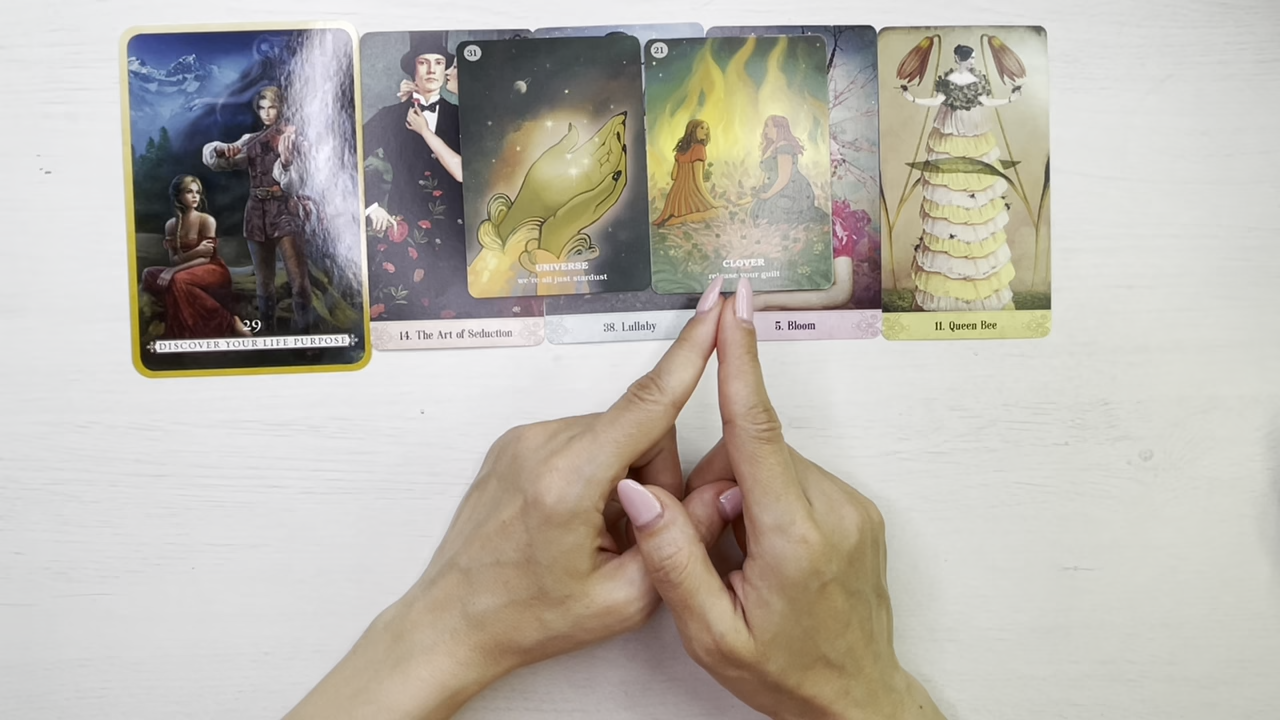 29
DISCOVER YOUR LIFE PURPOSE
14. The Art of Seduction
31
UNIVERSE
we're all just stardust
38. Lullaby
21
CLOVER
release your guilt
5. Bloom
11. Queen Bee